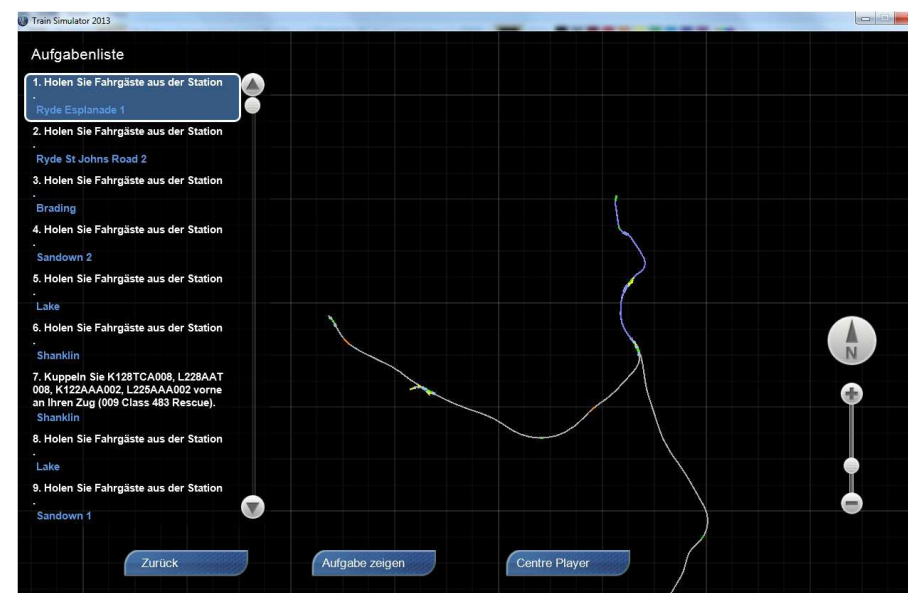 Train Simulator 2013
Aufgabenliste
1. Holen Sie Fahrgäste aus der Station
.
Ryde Esplanade 1
2. Holen Sie Fahrgäste aus der Station
.
Ryde St Johns Road 2
3. Holen Sie Fahrgäste aus der Station
.
Brading
4. Holen Sie Fahrgäste aus der Station
.
Sandown 2
5. Holen Sie Fahrgäste aus der Station
.
Lake
6. Holen Sie Fahrgäste aus der Station
.
Shanklin
7. Kuppeln Sie K128TCA008, L228AAT
008, K122AAA002, L225AAA002 vorne
an Ihren Zug (009 Class 483 Rescue).
Shanklin
8. Holen Sie Fahrgäste aus der Station
.
Lake
9. Holen Sie Fahrgäste aus der Station
.
Sandown 1
N
Zurück
Aufgabe zeigen
Centre Player